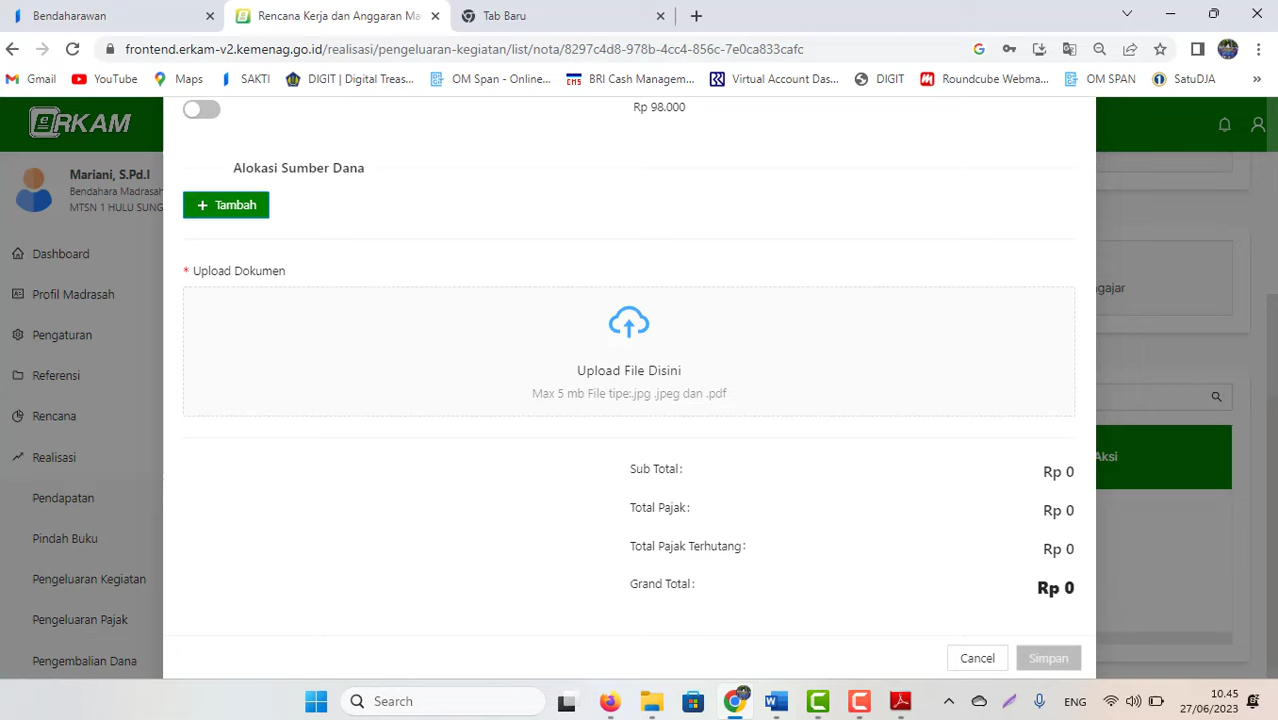 Bendaharawan
Rencana Kerja dan Anggaran Ma
Tab Baru
frontend.erkam-v2.kemenag.go.id/realisasi/pengeluaran-kegiatan/list/nota/8297c4d8-978b-4cc4-856c-7e0ca833cafc
Gmail
YouTube
Maps
SAKTI
DIGIT | Digital Treas...
OM Span - Online...
CMS
BRI Cash Managem...
Virtual Account Das...
DIGIT
Roundcube Webma...
OM SPAN
SatuDJA
»
eRKAM
Mariani, S.Pd.I
Bendahara Madrasah
MTSN 1 HULU SUNG
Dashboard
Profil Madrasah
Pengaturan
Referensi
Rencana
Realisasi
Pendapatan
Pindah Buku
Pengeluaran Kegiatan
Pengeluaran Pajak
Pengembalian Dana
Rp 98.000
Alokasi Sumber Dana
+ Tambah
* Upload Dokumen
Upload File Disini
Max 5 mb File tipe:.jpg .jpeg dan .pdf
Sub Total:
Rp 0
Total Pajak:
Rp 0
Total Pajak Terhutang:
Rp 0
Grand Total:
Rp 0
Cancel
Simpan
gajar
Aksi
Search
ENG
10.45
27/06/2023